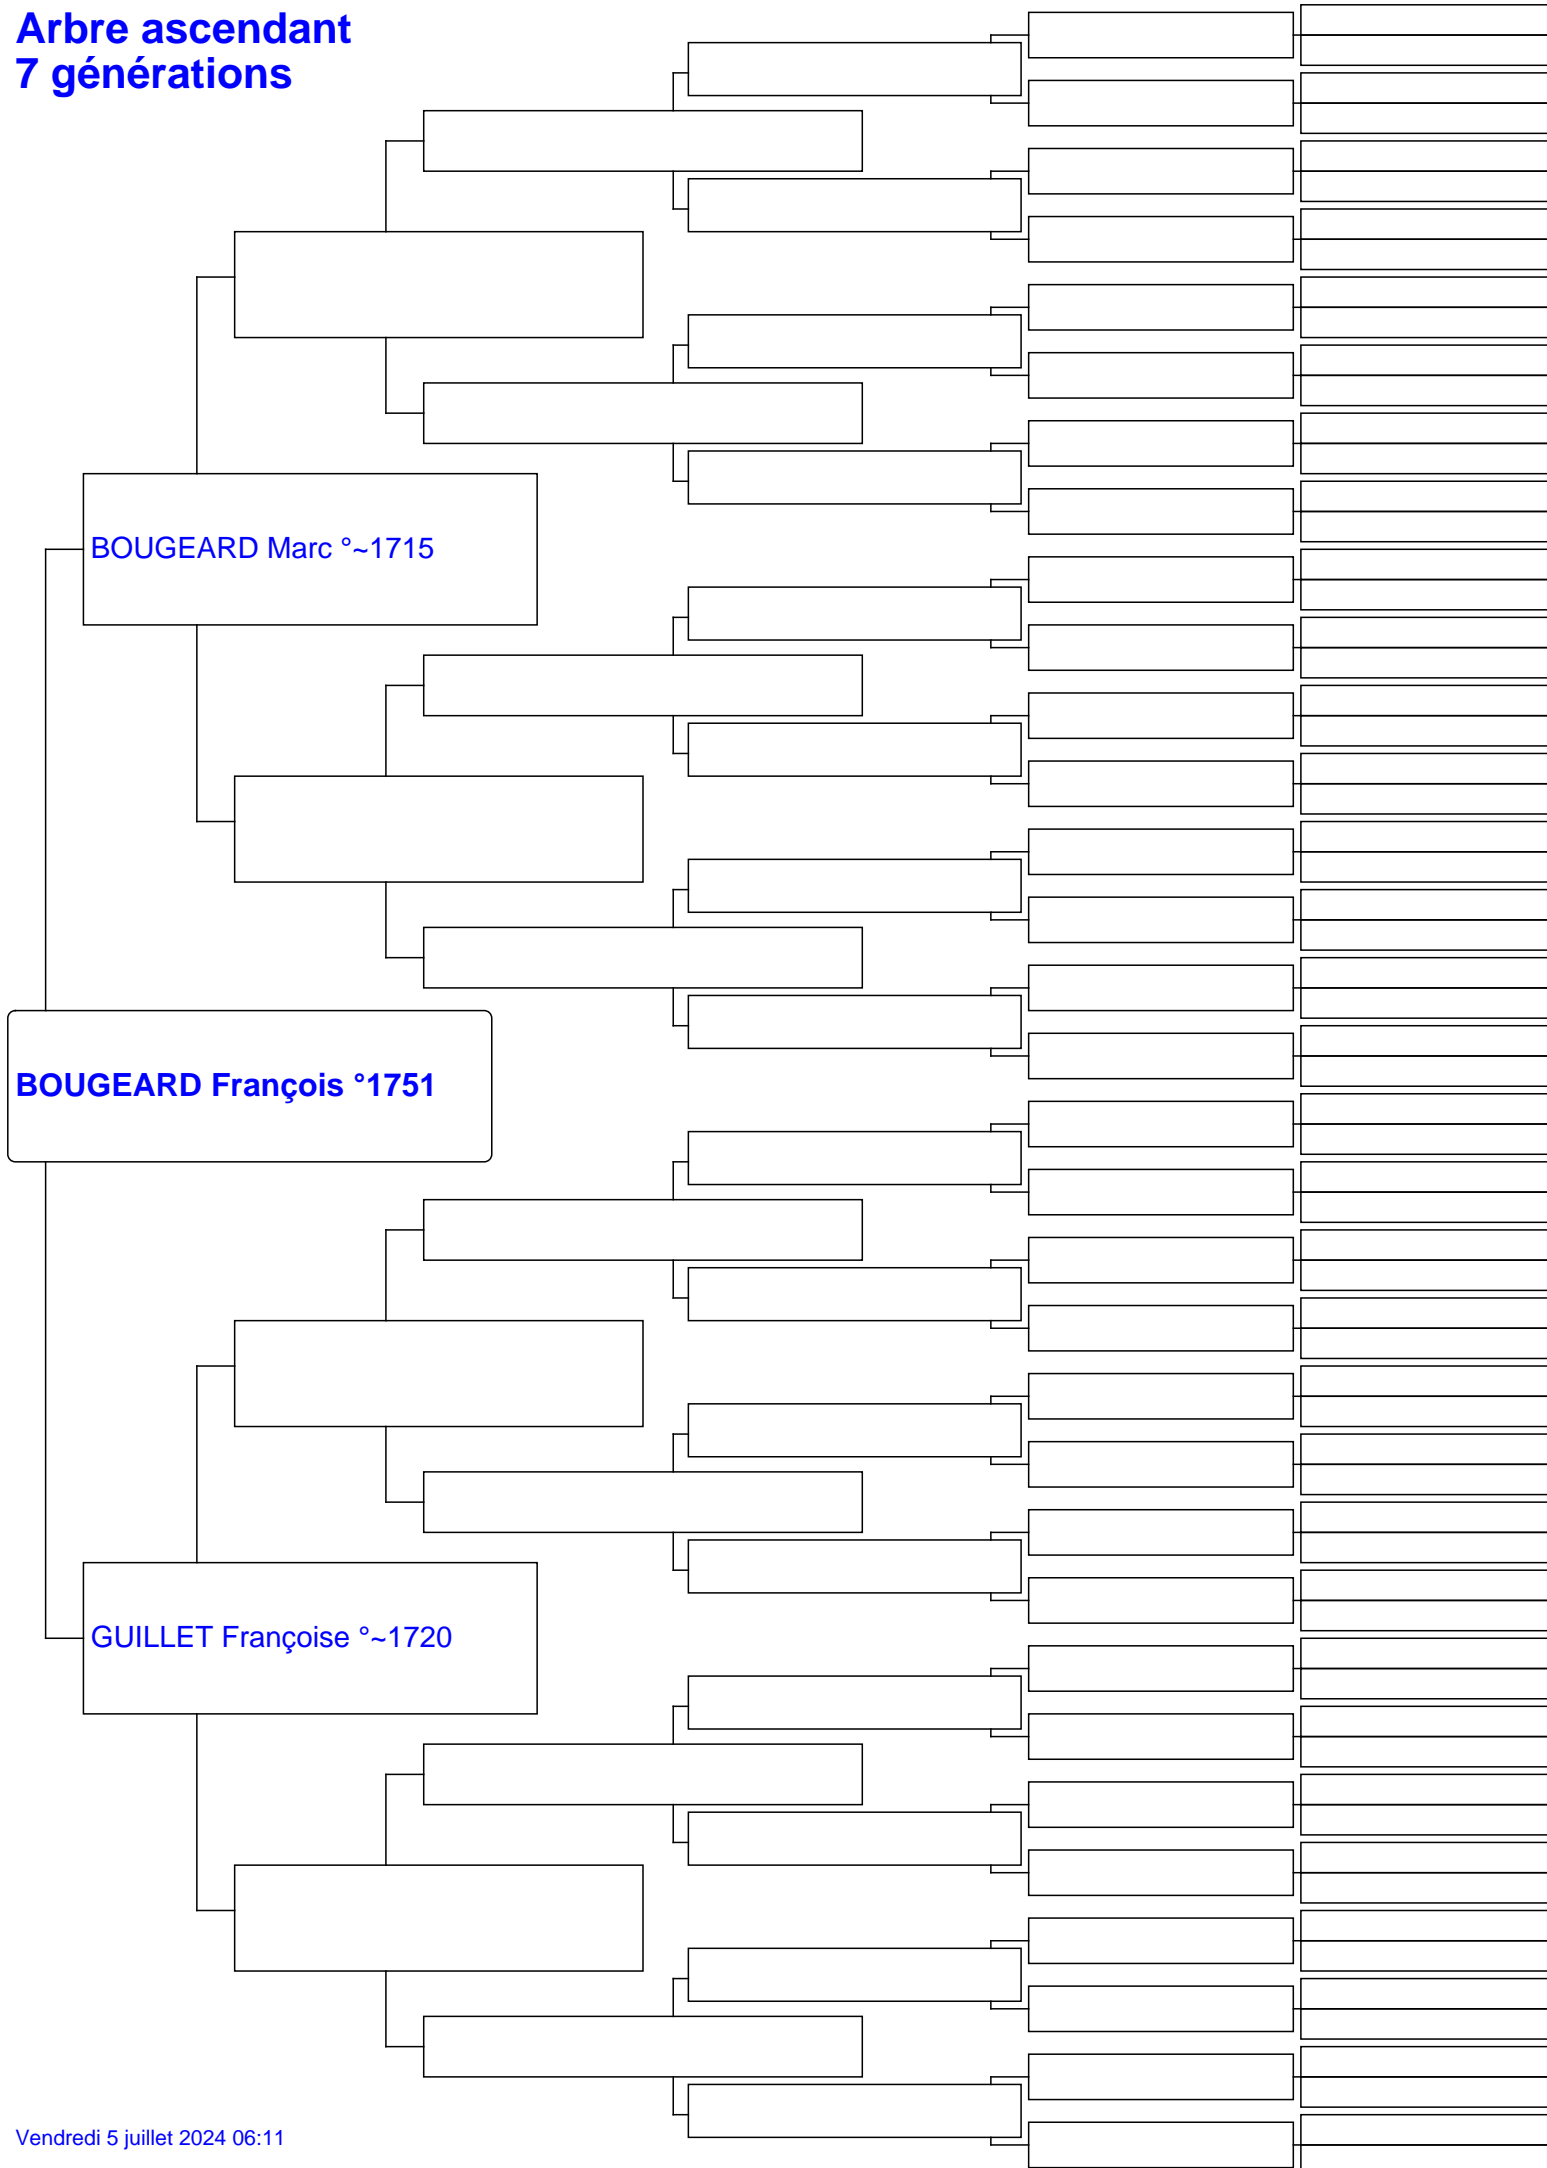 Arbre ascendant
7 générations
BOUGEARD Marc °~1715
BOUGEARD François °1751
GUILLET Françoise °~1720
Vendredi 5 juillet 2024 06:11